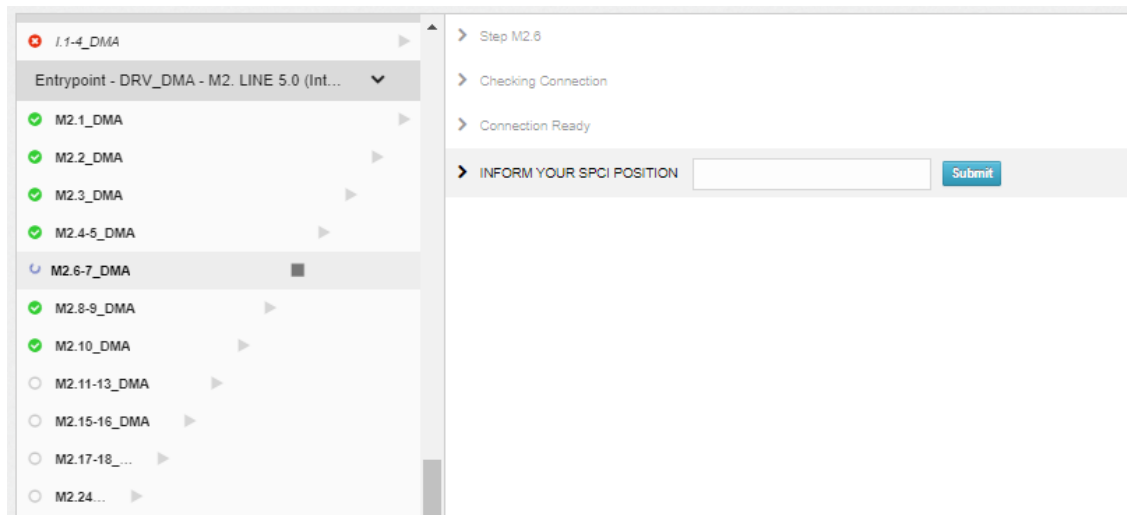 I.1-4_DMA
Entrypoint - DRV_DMA - M2. LINE 5.0 (Int...
M2.1_DMA
M2.2_DMA
M2.3_DMA
M2.4-5_DMA
M2.6-7_DMA
M2.8-9_DMA
M2.10_DMA
M2.11-13_DMA
M2.15-16_DMA
M2.17-18_...
M2.24...
Step M2.6
Checking Connection
Connection Ready
INFORM YOUR SPCI POSITION Submit